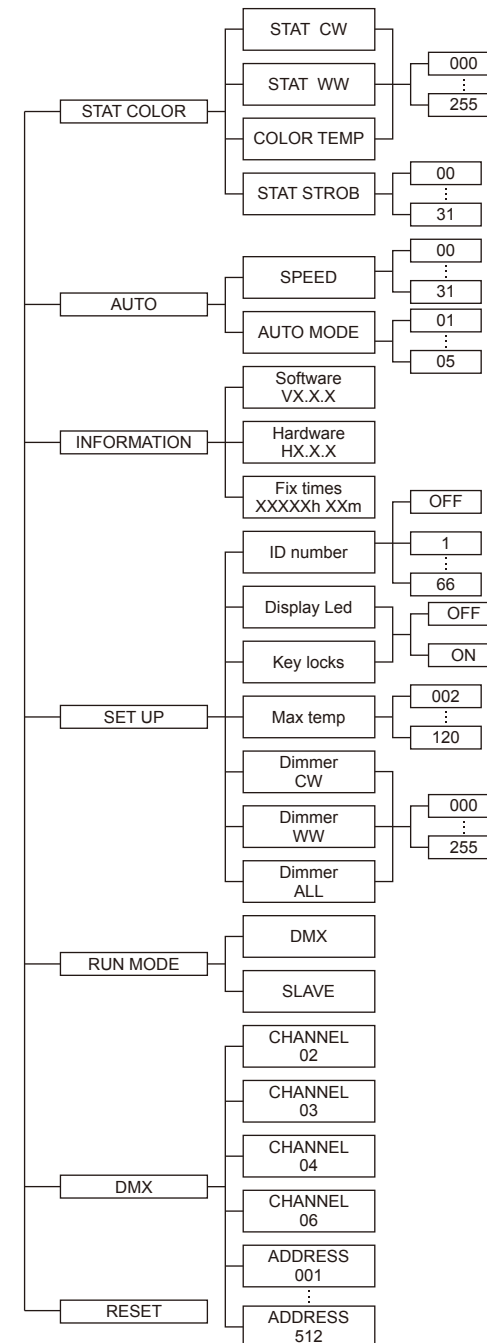 STAT COLOR
STAT CW
STAT WW
COLOR TEMP
000
255
STAT STROB
00
31
AUTO
SPEED
00
31
AUTO MODE
01
05
INFORMATION
Software
VX.X.X
Hardware
HX.X.X
Fix times
XXXXXh XXm
SET UP
ID number
OFF
1
66
Display Led
Key locks
OFF
ON
Max temp
002
120
Dimmer
CW
Dimmer
WW
Dimmer
ALL
000
255
RUN MODE
DMX
SLAVE
DMX
CHANNEL
02
CHANNEL
03
CHANNEL
04
CHANNEL
06
ADDRESS
001
ADDRESS
512
RESET